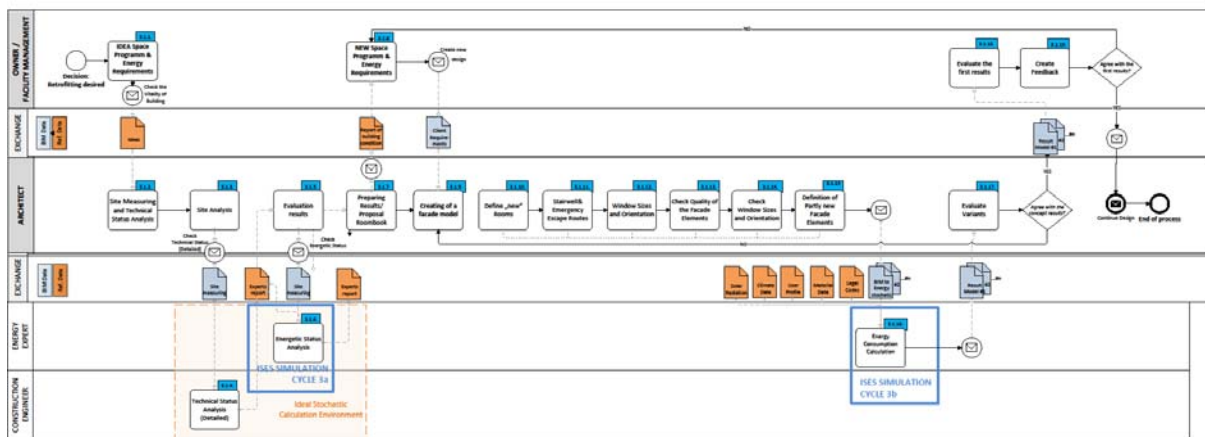 OWNER /
FACILITY MANAGEMENT
IDEA Space
Programm &
Energy
Requirements
Decision:
Retrofitting desired
Check the
Vitality of
Building
NEW Space
Programm & Energy
Requirements
Create new
design
NO
Evaluate the
first results
Create
Feedback
Agree with the
first results?
YES
EXCHANGE
BIM Data
Ref. Data
Ideas
Report of
building
condition
Client
Require
ments
Result
ARCHITECT
Site Measuring
and Technical
Status Analysis
Site Analysis
Check
Technical Status
(Detailed)
Evaluation
results
Check
Energetic Status
Preparing
Results/
Proposal
Roombook
Creating of a
facade model
Define „new“
Rooms
Stairwell&
Emergency
Escape Routes
Window Sizes
and Orientation
Check Quality of
the Facade
Elements
Check
Window Sizes
and Orientation
Definition of
Partly new
Facade
Elements
Evaluate
Variants
Agree with the
concept results?
YES
NO
Continue Design
End of
process
EXCHANGE
BIM Data
Ref. Data
Site
measuring
Experts
report
Site
measuring
Experts
report
Solar
Radiation
Climate
Data
User
Profile
Material
Data
Legal
Codes
BIM to
Energy
Result
ENERGY
EXPERT
Energetic Status
Analysis
ISES SIMULATION
CYCLE 3a
Energy
Consumption
Calculation
ISES SIMULATION
CYCLE 3b
CONSTRUCTION
ENGINEER
Technical Status
Analysis
(Detailed)
Ideal Stochastic
Calculation Environment